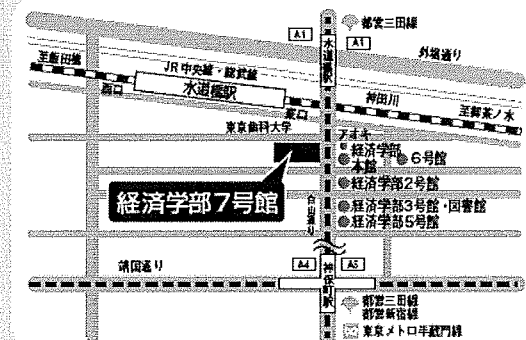 A1
水道橋駅
A1
都営三田線
外堀通り
至飯田橋
JR中央線・総武線
水道橋駅
西口
東口
神田川
至御茶ノ水
東京歯科大学
アオキ
経済学部
本館
6号館
経済学部2号館
経済学部7号館
白山通り
経済学部3号館・図書館
経済学部5号館
靖国通り
A4
神保町駅
A5
都営三田線
都営新宿線
東京メトロ半蔵門線